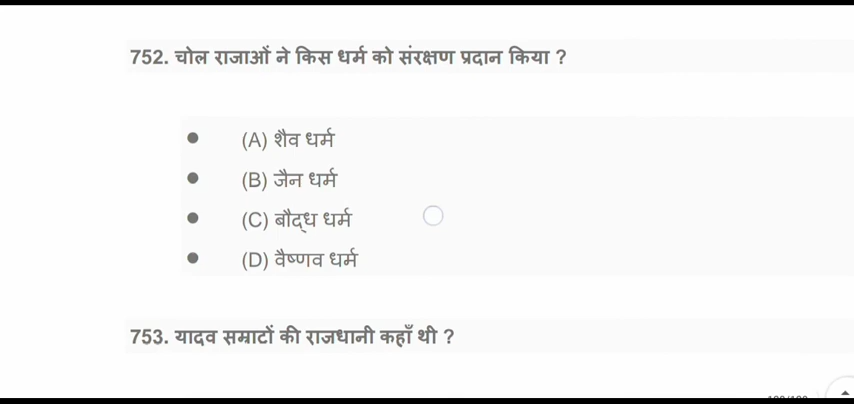 752. चोल राजाओं ने किस धर्म को संरक्षण प्रदान किया ?
(A) शैव धर्म
(B) जैन धर्म
(C) बौद्ध धर्म
(D) वैष्णव धर्म
753. यादव सम्राटों की राजधानी कहाँ थी ?